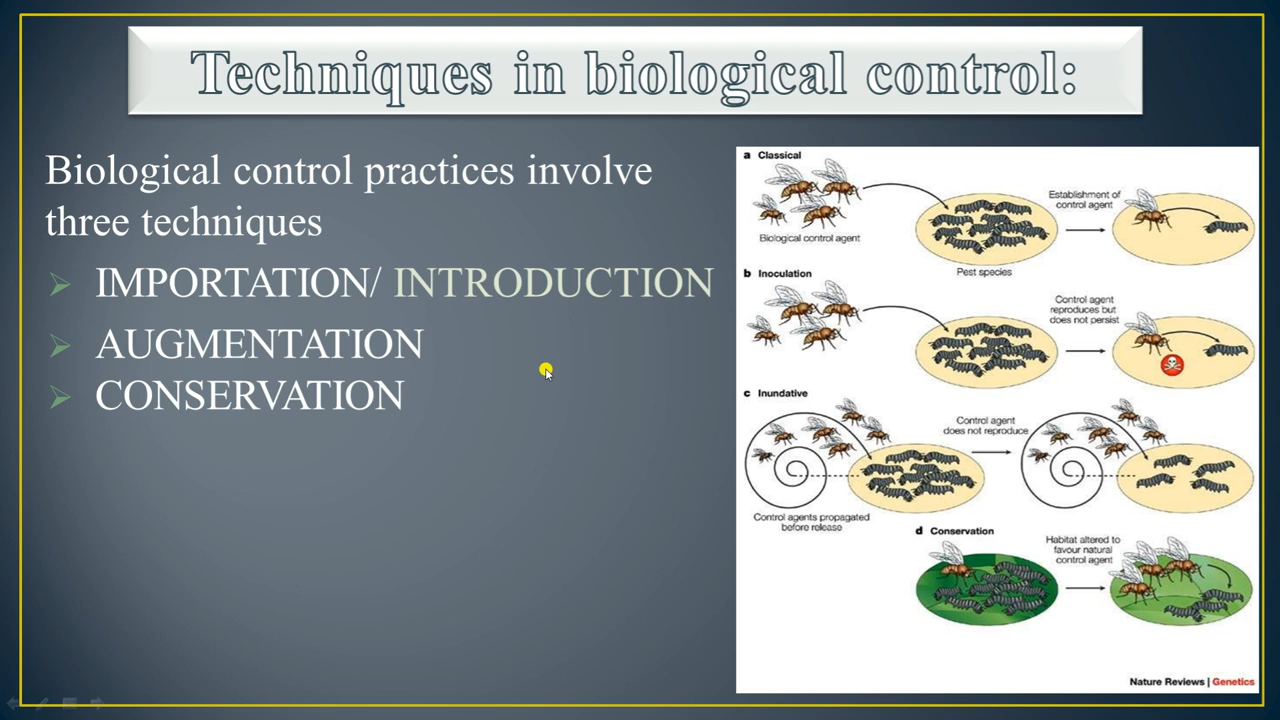 Techniques in biological control:
Biological control practices involve
three techniques
IMPORTATION/ INTRODUCTION
AUGMENTATION
CONSERVATION
a Classical
Biological control agent
Pest species
Establishment of
control agent
b Inoculation
Control agent
reproduces but
does not persist
c Inundative
Control agents propagated
before release
Control agent
does not reproduce
d Conservation
Habitat altered to
favour natural
control agent
Nature Reviews | Genetics